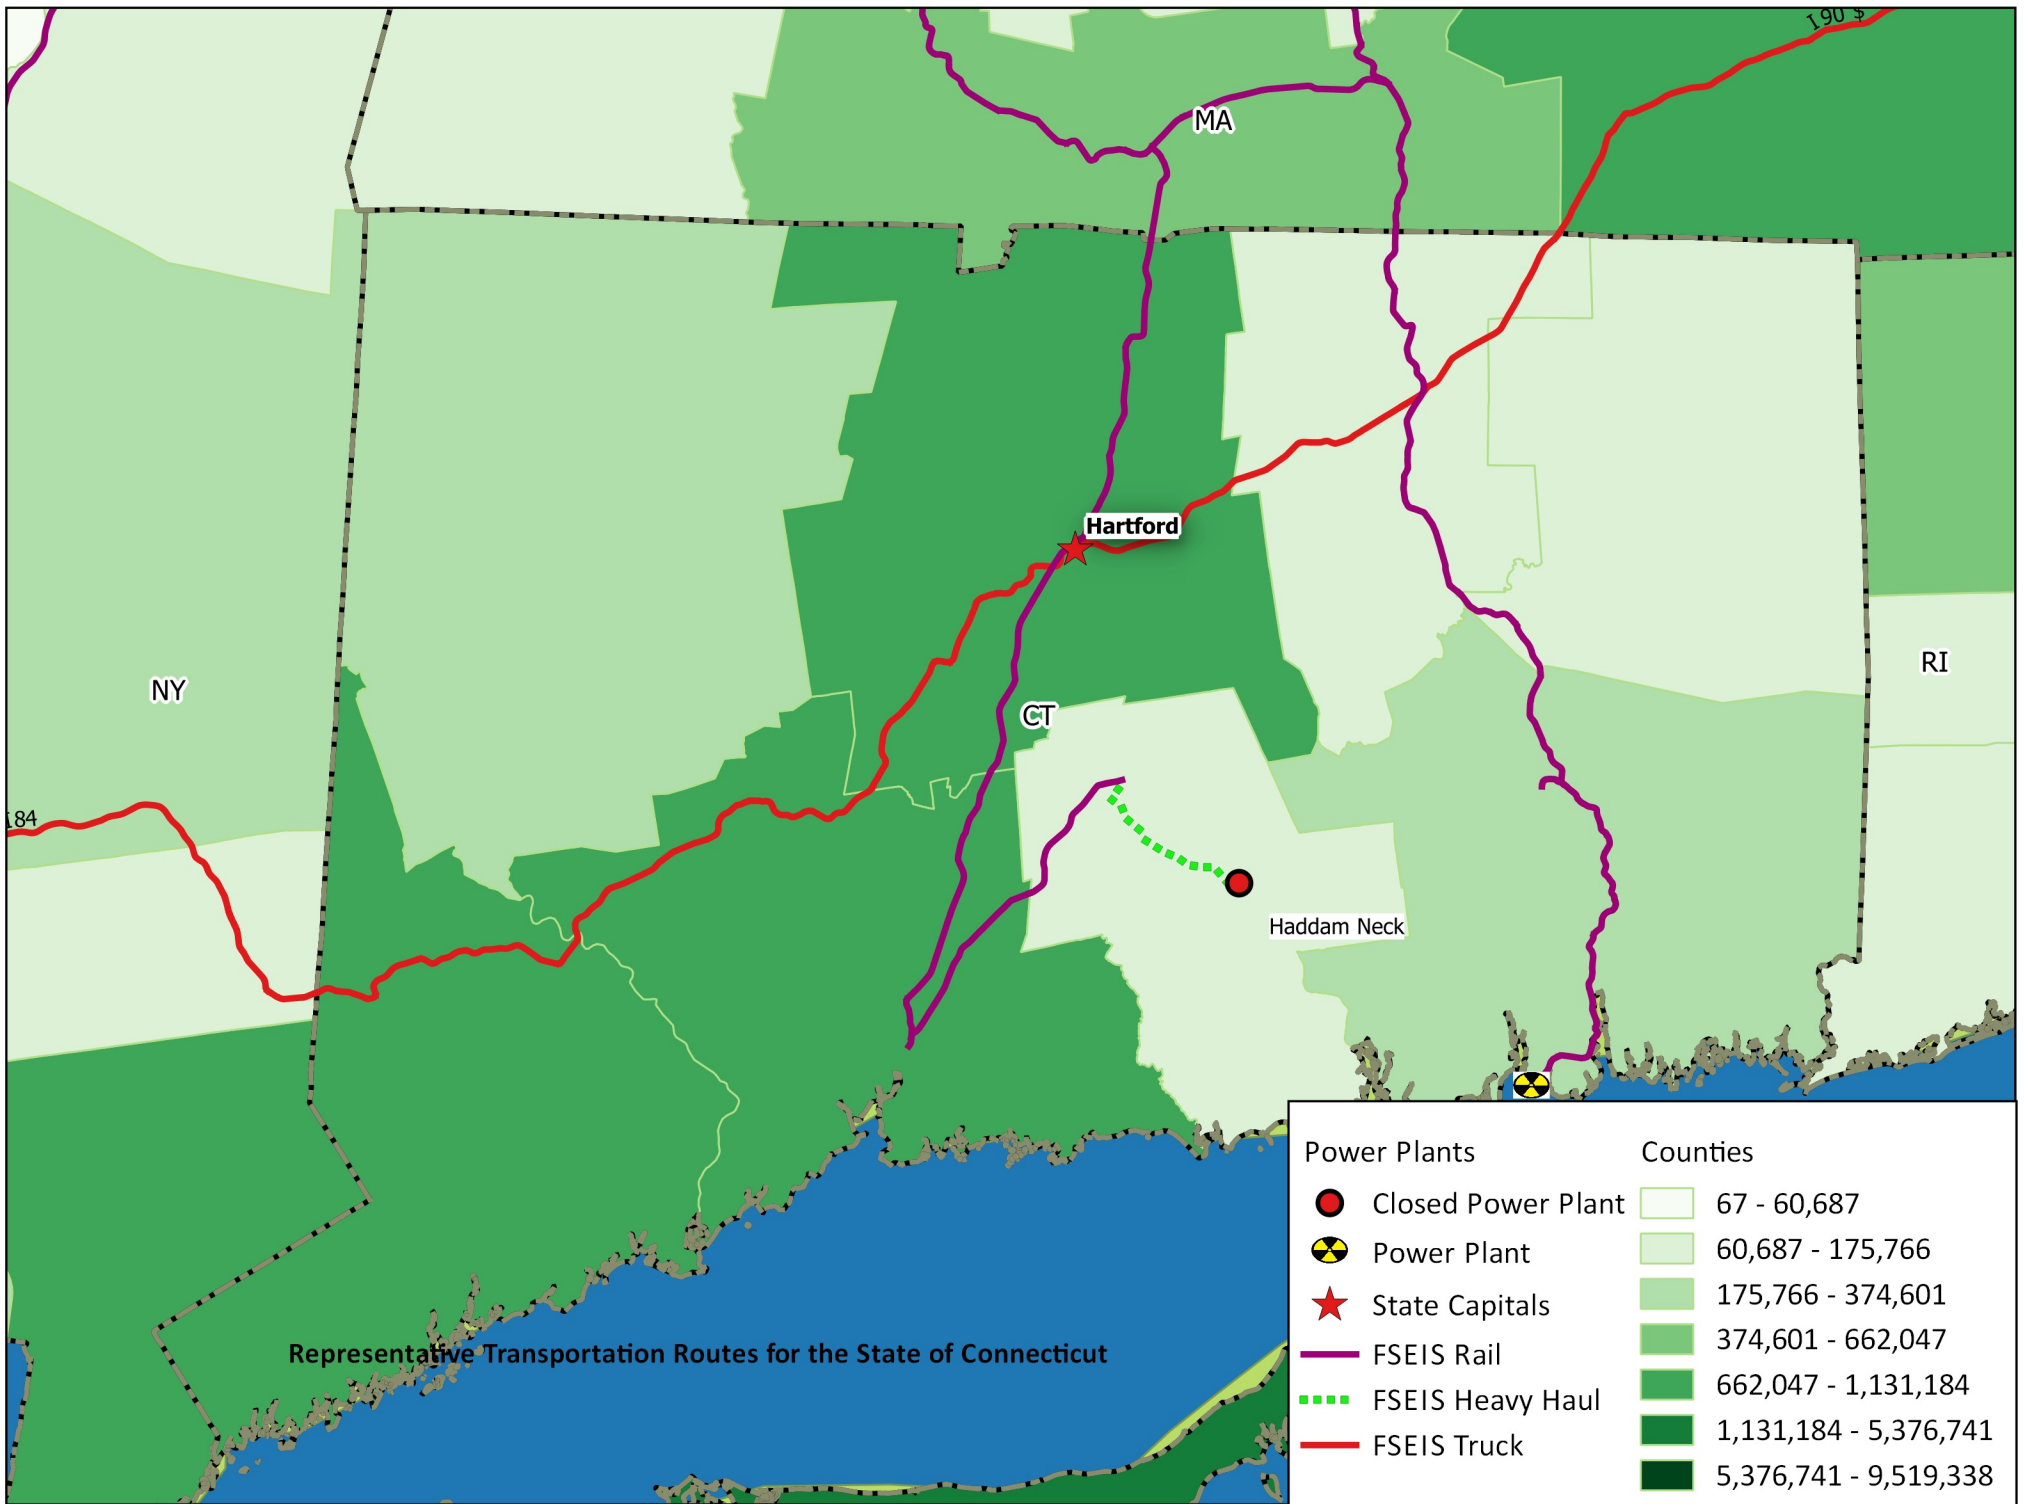 I 90 $
MA
Hartford
NY
RI
CT
I84
Haddam Neck
Representative Transportation Routes for the State of Connecticut
Power Plants
Closed Power Plant
Power Plant
State Capitals
FSEIS Rail
FSEIS Heavy Haul
FSEIS Truck
Counties
67 - 60,687
60,687 - 175,766
175,766 - 374,601
374,601 - 662,047
662,047 - 1,131,184
1,131,184 - 5,376,741
5,376,741 - 9,519,338